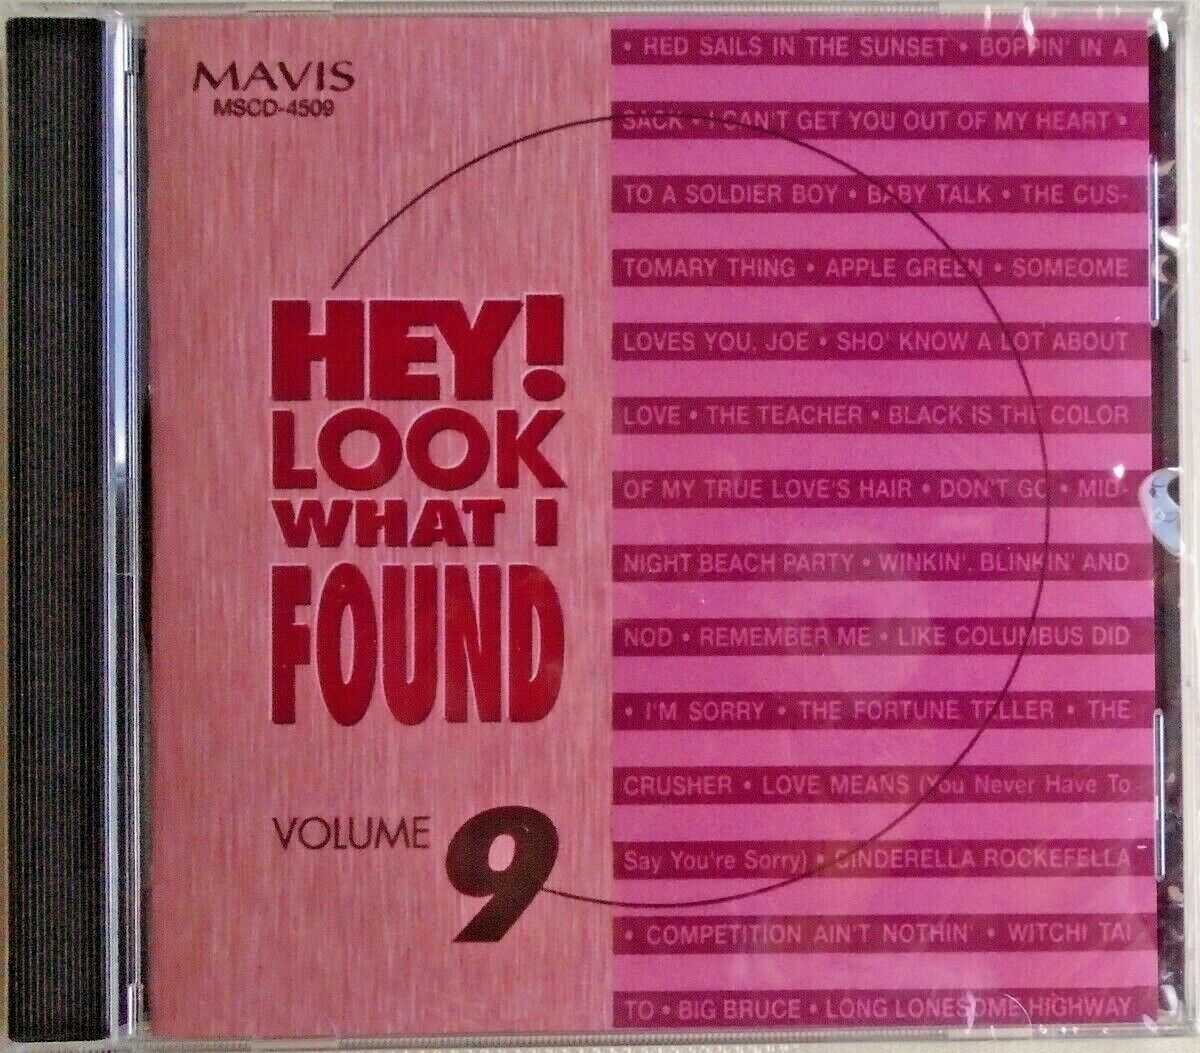 MAVIS
MSCD-4509
HEY!
LOOK
WHAT I
FOUND
VOLUME 9
• RED SAILS IN THE SUNSET • BOPPIN' IN A
SACK • I CAN'T GET YOU OUT OF MY HEART •
TO A SOLDIER BOY • BABY TALK • THE CUS-
TOMARY THING • APPLE GREEN • SOMEOME
LOVES YOU, JOE • SHO' KNOW A LOT ABOUT
LOVE • THE TEACHER • BLACK IS THE COLOR
OF MY TRUE LOVE'S HAIR • DON'T GO • MID-
NIGHT BEACH PARTY • WINKIN', BLINKIN' AND
NOD • REMEMBER ME • LIKE COLUMBUS DID
• I'M SORRY • THE FORTUNE TELLER • THE
CRUSHER • LOVE MEANS (You Never Have To
Say You're Sorry) • CINDERELLA ROCKEFELLA
• COMPETITION AIN'T NOTHIN' • WITCHI TAI
TO • BIG BRUCE • LONG LONESOME HIGHWAY